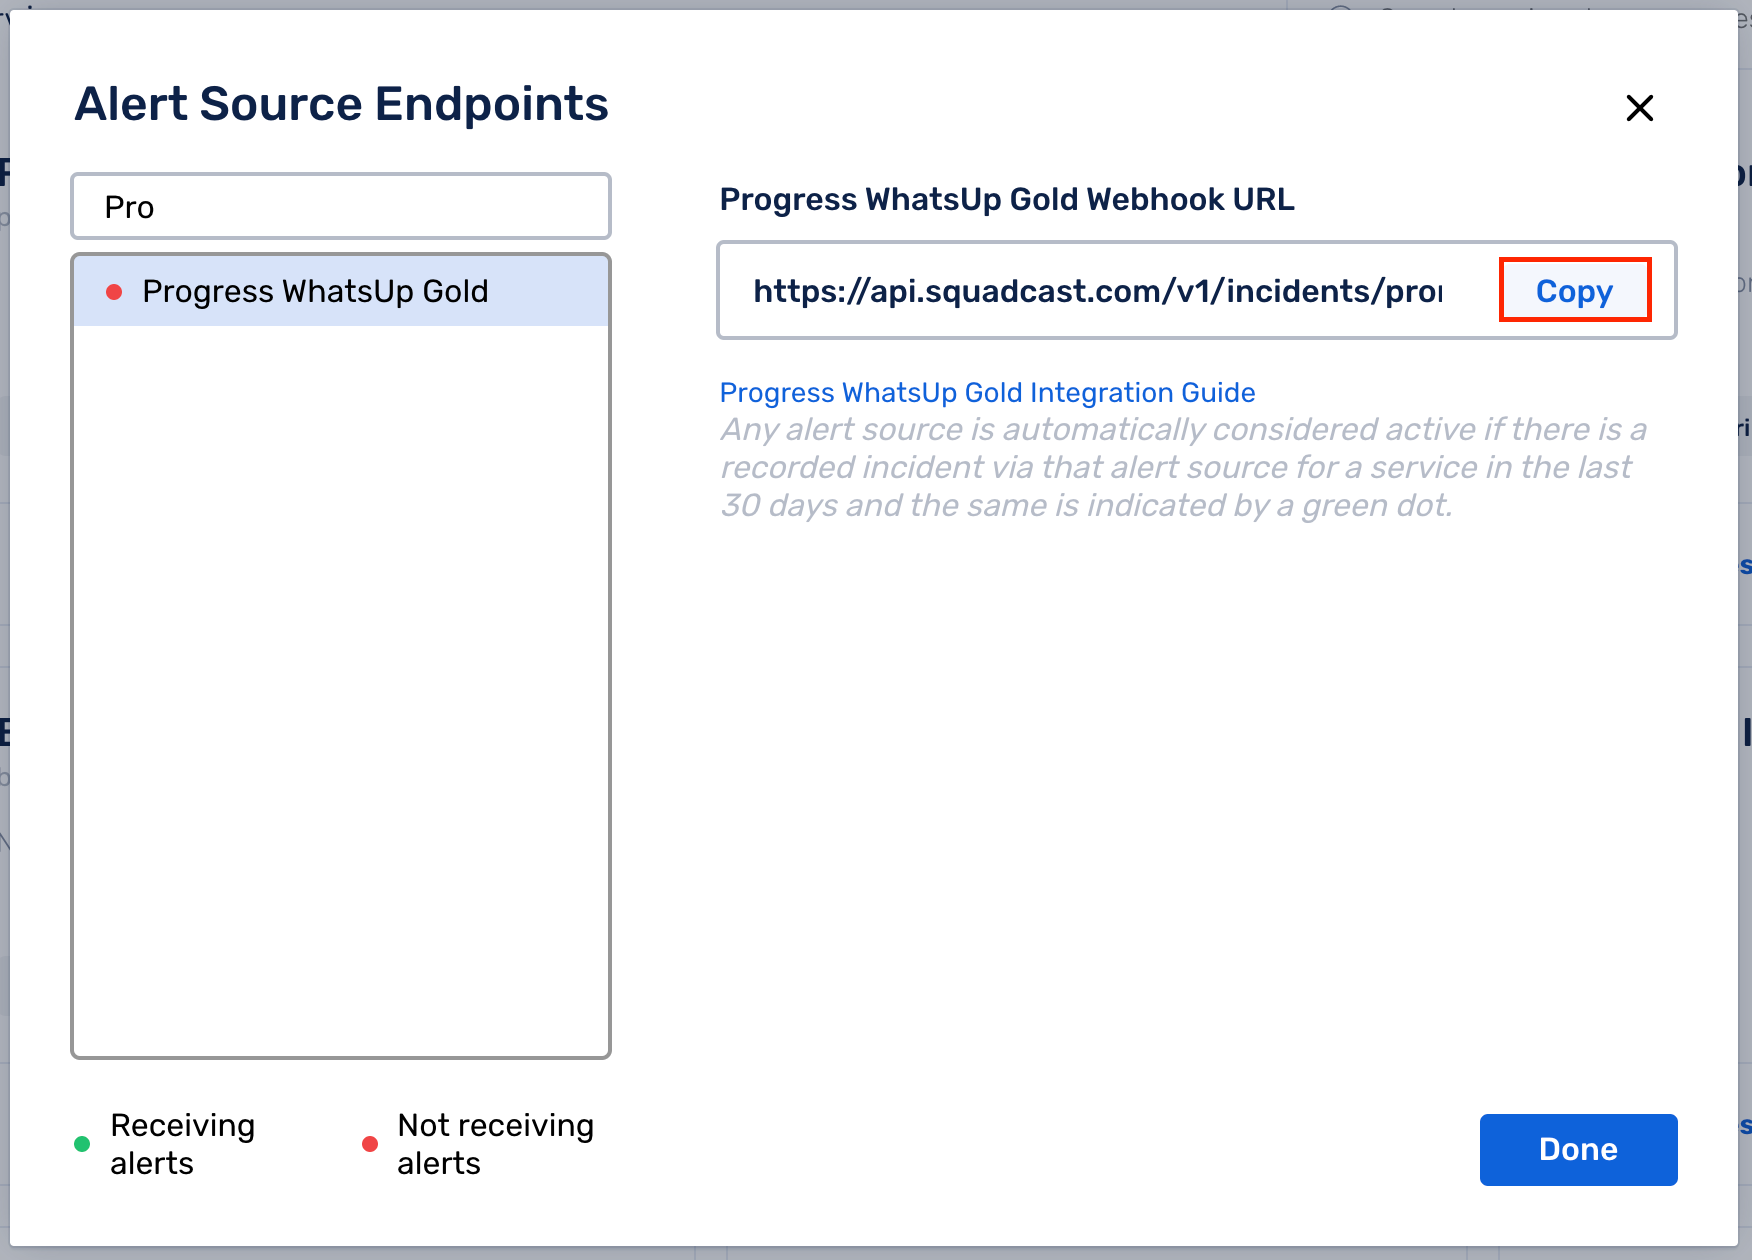 Alert Source Endpoints
Pro
Progress WhatsUp Gold
Progress WhatsUp Gold Webhook URL
https://api.squadcast.com/v1/incidents/pro
Copy
Progress WhatsUp Gold Integration Guide
Any alert source is automatically considered active if there is a
recorded incident via that alert source for a service in the last
30 days and the same is indicated by a green dot.
Receiving
alerts
Not receiving
alerts
Done